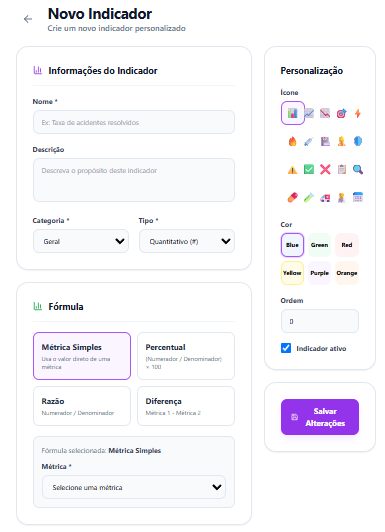 Novo Indicador
Crie um novo indicador personalizado
Informações do Indicador
Nome *
Ex: Taxa de acidentes resolvidos
Descrição
Descreva o propósito deste indicador
Categoria *
Tipo *
Geral
Quantitativo (#)
Fórmula
Métrica Simples
Usa o valor direto de uma
métrica
Percentual
(Numerador / Denominador)
× 100
Razão
Numerador / Denominador
Diferença
Métrica 1 - Métrica 2
Fórmula selecionada: Métrica Simples
Métrica *
Selecione uma métrica
Personalização
Ícone
Cor
Blue
Green
Red
Yellow
Purple
Orange
Ordem
0
Indicador ativo
Salvar
Alterações